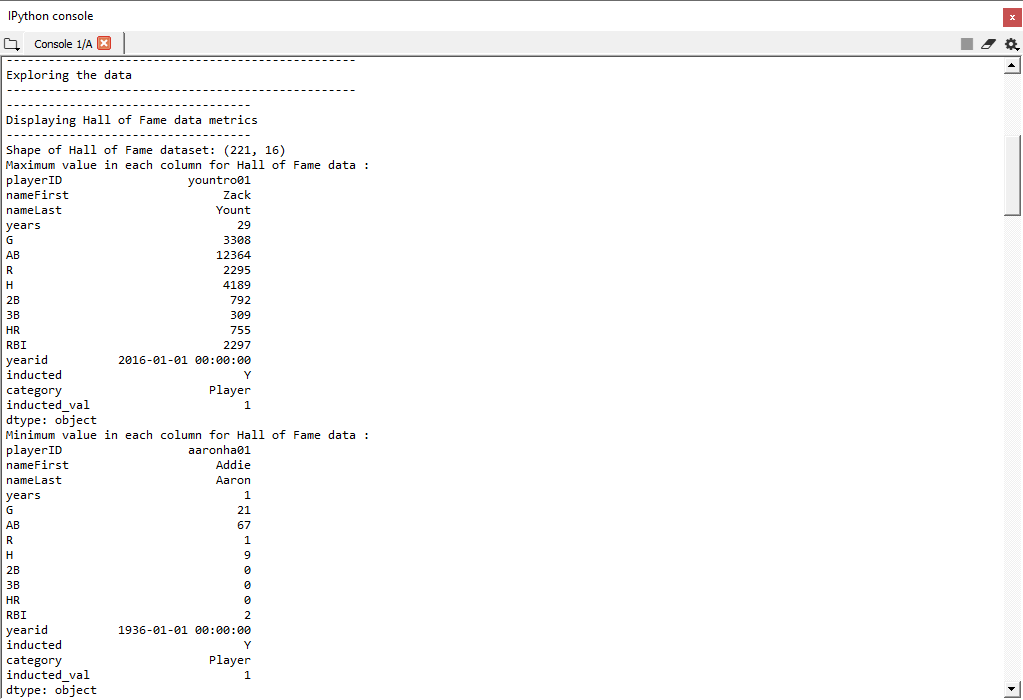 IPython console
x
Console 1/A
--------------------------------------------------
Exploring the data
--------------------------------------------------
-----------------------------------
Displaying Hall of Fame data metrics
-----------------------------------
Shape of Hall of Fame dataset: (221, 16)
Maximum value in each column for Hall of Fame data :
playerID                  yountro01
nameFirst                      Zack
nameLast                      Yount
years                            29
G                              3308
AB                            12364
R                              2295
H                              4189
2B                              792
3B                              309
HR                              755
RBI                            2297
yearid          2016-01-01 00:00:00
inducted                          Y
category                     Player
inducted_val                      1
dtype: object
Minimum value in each column for Hall of Fame data :
playerID                  aaronha01
nameFirst                     Addie
nameLast                      Aaron
years                             1
G                                21
AB                               67
R                                 1
H                                 9
2B                                0
3B                                0
HR                                0
RBI                               2
yearid          1936-01-01 00:00:00
inducted                          Y
category                     Player
inducted_val                      1
dtype: object